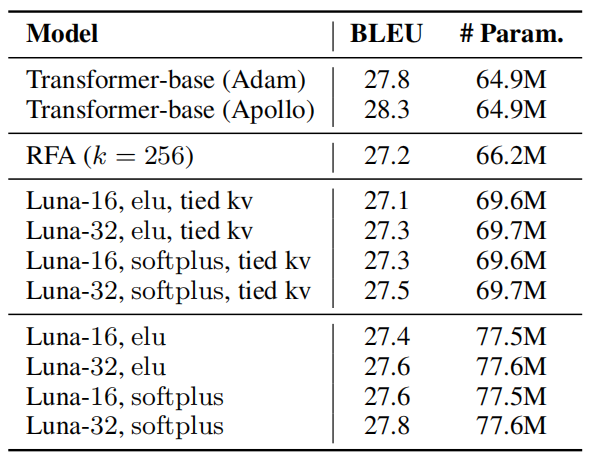 Model BLEU # Param.
Transformer-base (Adam) 27.8 64.9M
Transformer-base (Apollo) 28.3 64.9M
RFA (k = 256) 27.2 66.2M
Luna-16, elu, tied kv 27.1 69.6M
Luna-32, elu, tied kv 27.3 69.7M
Luna-16, softplus, tied kv 27.3 69.6M
Luna-32, softplus, tied kv 27.5 69.7M
Luna-16, elu 27.4 77.5M
Luna-32, elu 27.6 77.6M
Luna-16, softplus 27.6 77.5M
Luna-32, softplus 27.8 77.6M